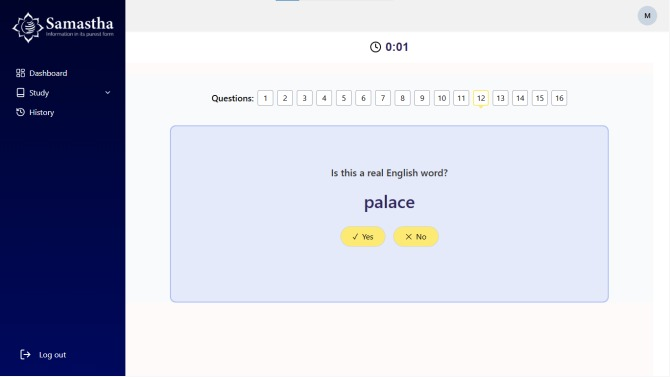 Samastha
Information in its purest form
M
0:01
Dashboard
Study
History
Questions: 1 2 3 4 5 6 7 8 9 10 11 12 13 14 15 16
Is this a real English word?
palace
✓ Yes
✕ No
Log out